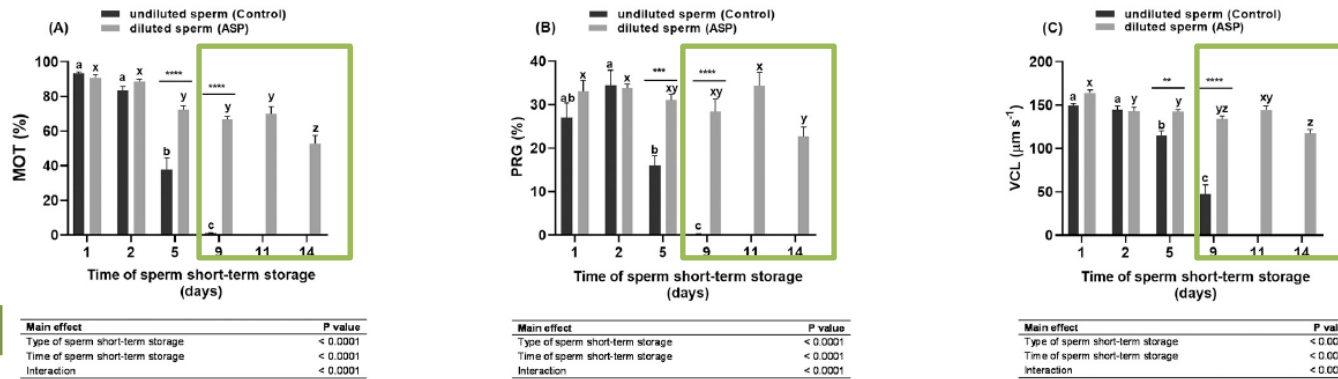 (A)
undiluted sperm (Control)
diluted sperm (ASP)
MOT (%)
100
80
60
40
20
0
a x a x **** y b **** y c y z
1 2 5 9 11 14
Time of sperm short-term storage
(days)
Main effect P value
Type of sperm short-term storage < 0.0001
Time of sperm short-term storage < 0.0001
Interaction < 0.0001
(B)
undiluted sperm (Control)
diluted sperm (ASP)
PRG (%)
40
30
20
10
0
ab x a x *** xy b **** xy c x y
1 2 5 9 11 14
Time of sperm short-term storage
(days)
Main effect P value
Type of sperm short-term storage < 0.0001
Time of sperm short-term storage < 0.0001
Interaction < 0.0001
(C)
undiluted sperm (Control)
diluted sperm (ASP)
VCL (μm s⁻¹)
200
150
100
50
0
a x a y ** y b **** yz c xy z
1 2 5 9 11 14
Time of sperm short-term storage
(days)
Main effect P value
Type of sperm short-term storage < 0.00
Time of sperm short-term storage < 0.00
Interaction < 0.00